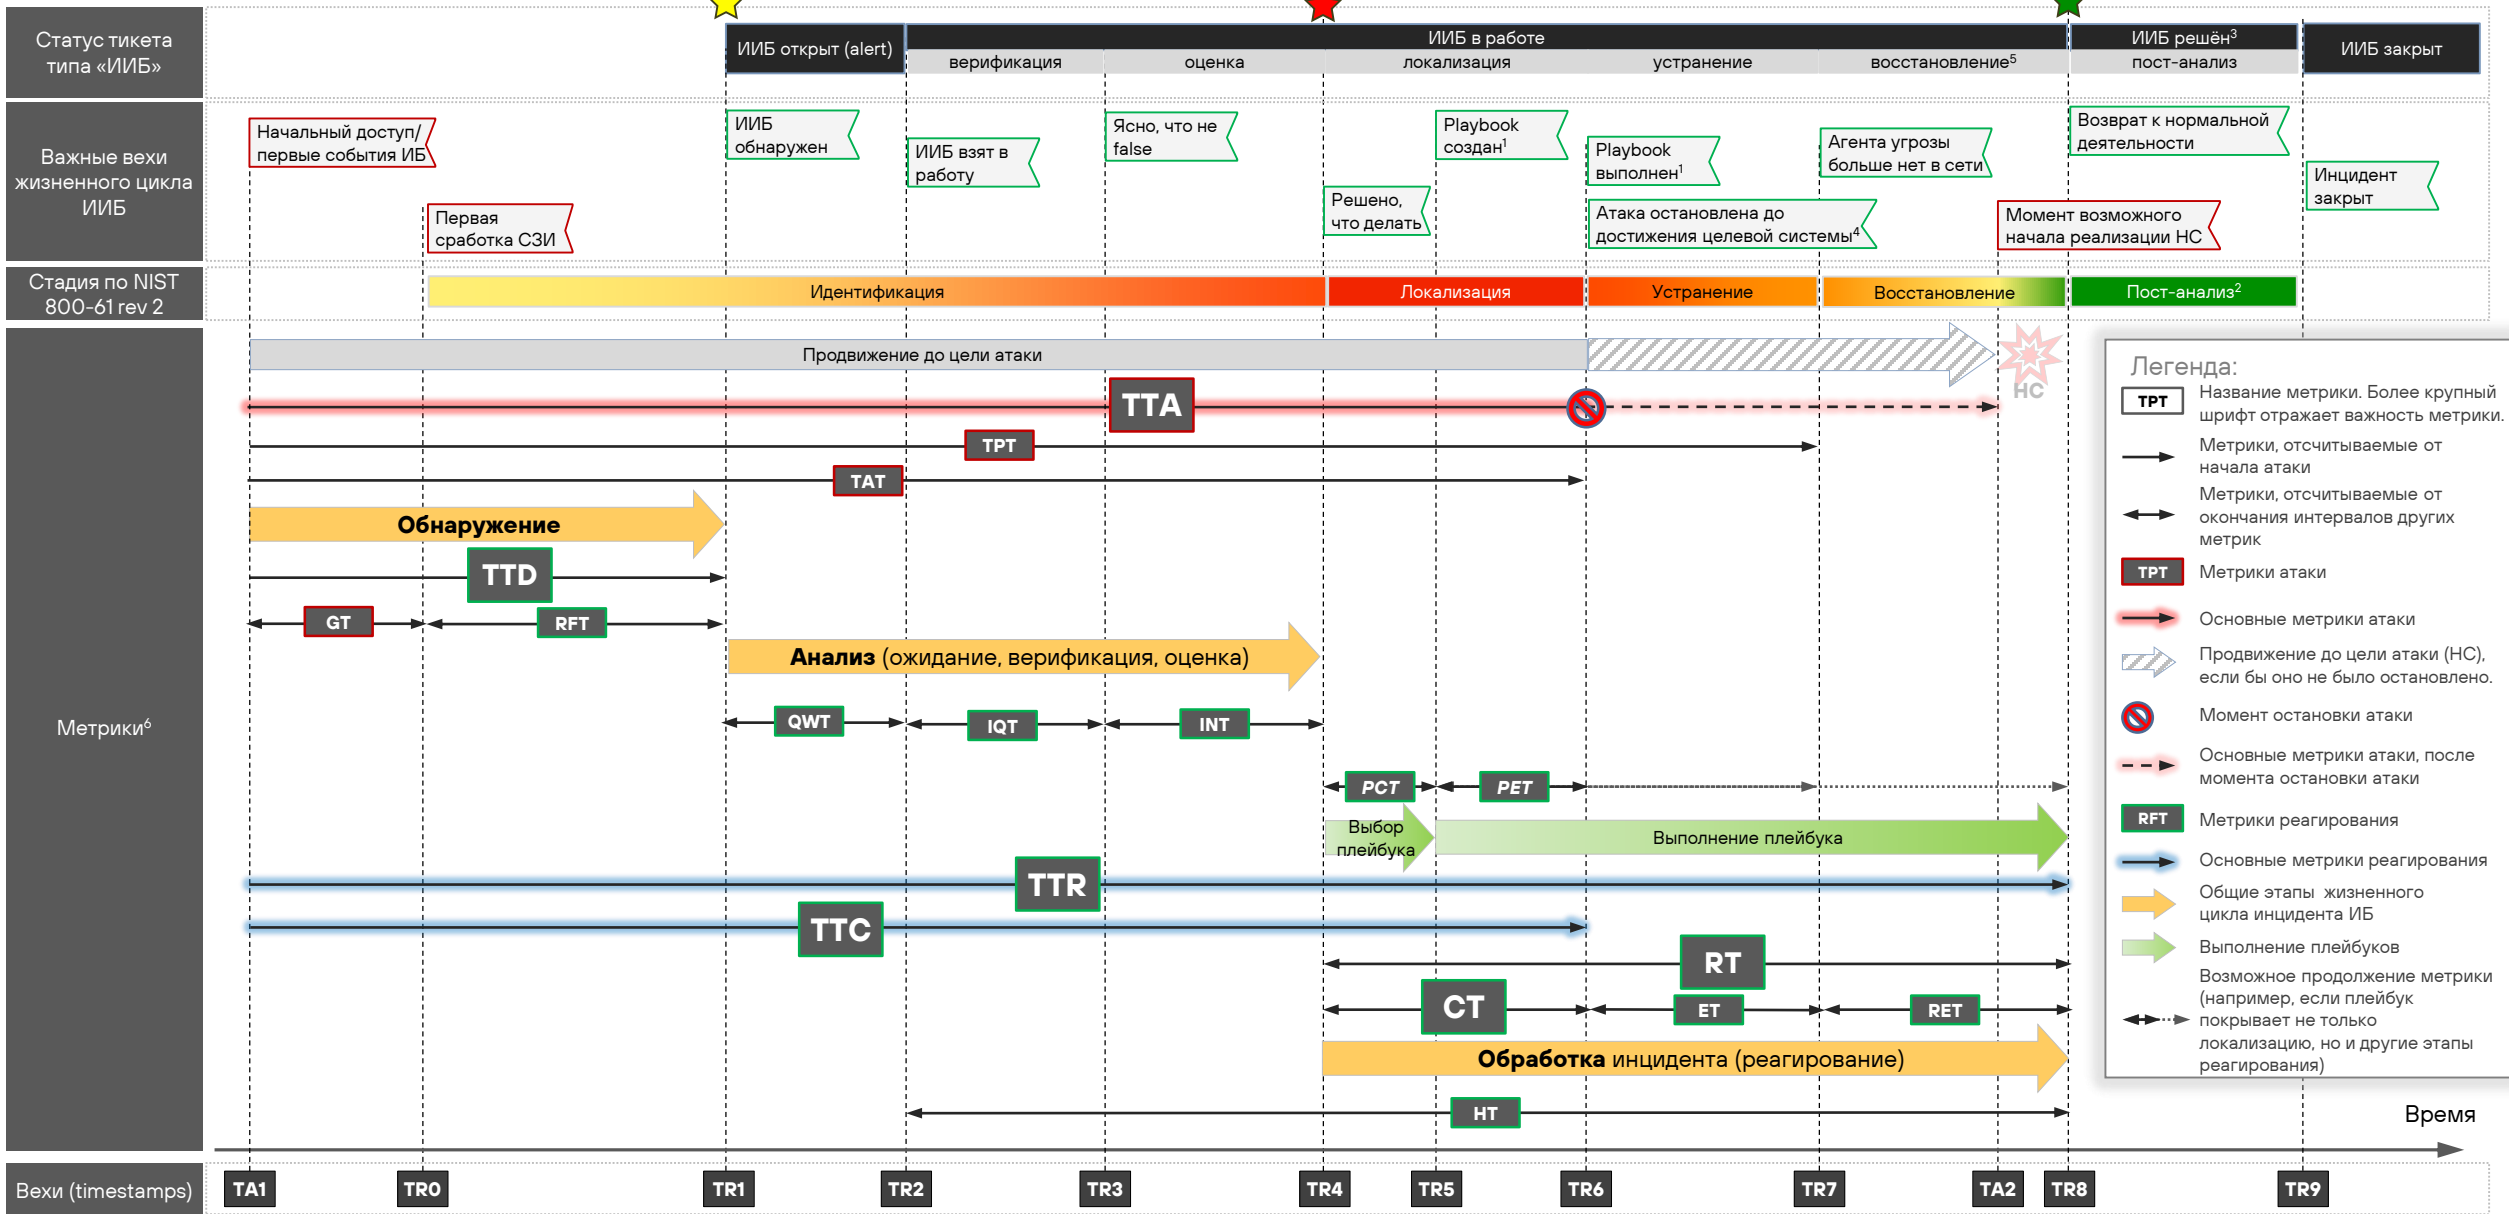 Статус тикета
типа «ИИБ»
ИИБ открыт (alert)
ИИБ в работе
ИИБ решён³
ИИБ закрыт
верификация
оценка
локализация
устранение
восстановление⁵
пост-анализ
Важные вехи
жизненного цикла
ИИБ
Начальный доступ/
первые события ИБ
Первая
сработка СЗИ
ИИБ
обнаружен
ИИБ взят в
работу
Ясно, что не
false
Решено,
что делать
Playbook
создан¹
Playbook
выполнен¹
Атака остановлена до
достижения целевой системы⁴
Агента угрозы
больше нет в сети
Момент возможного
начала реализации НС
Возврат к нормальной
деятельности
Инцидент
закрыт
Стадия по NIST
800-61 rev 2
Идентификация
Локализация
Устранение
Восстановление
Пост-анализ²
Метрики⁶
Продвижение до цели атаки
НС
TTA
TPT
TAT
Обнаружение
TTD
GT
RFT
Анализ (ожидание, верификация, оценка)
QWT
IQT
INT
PCT
PET
Выбор
плейбука
Выполнение плейбука
TTR
TTC
RT
CT
ET
RET
Обработка инцидента (реагирование)
HT
Время
Легенда:
TPT
Название метрики. Более крупный
шрифт отражает важность метрики.
Метрики, отсчитываемые от
начала атаки
Метрики, отсчитываемые от
окончания интервалов других
метрик
TPT
Метрики атаки
Основные метрики атаки
Продвижение до цели атаки (НС),
если бы оно не было остановлено.
Момент остановки атаки
Основные метрики атаки, после
момента остановки атаки
RFT
Метрики реагирования
Основные метрики реагирования
Общие этапы жизненного
цикла инцидента ИБ
Выполнение плейбуков
Возможное продолжение метрики
(например, если плейбук
покрывает не только
локализацию, но и другие этапы
реагирования)
Вехи (timestamps)
TA1
TR0
TR1
TR2
TR3
TR4
TR5
TR6
TR7
TA2
TR8
TR9